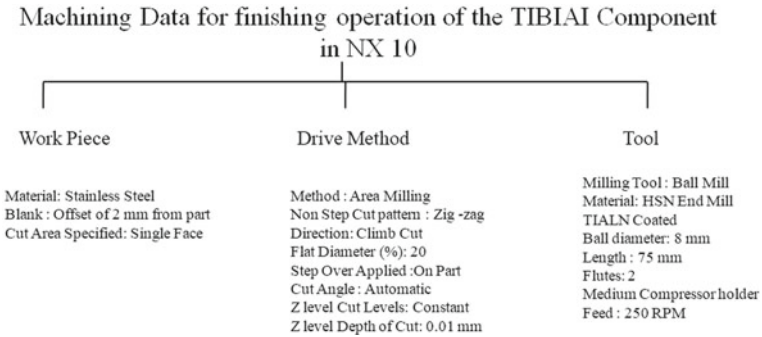 Machining Data for finishing operation of the TIBIAI Component
in NX 10
Work Piece
Material: Stainless Steel
Blank : Offset of 2 mm from part
Cut Area Specified: Single Face
Drive Method
Method : Area Milling
Non Step Cut pattern : Zig -zag
Direction: Climb Cut
Flat Diameter (%): 20
Step Over Applied :On Part
Cut Angle : Automatic
Z level Cut Levels: Constant
Z level Depth of Cut: 0.01 mm
Tool
Milling Tool : Ball Mill
Material: HSN End Mill
TIALN Coated
Ball diameter: 8 mm
Length : 75 mm
Flutes: 2
Medium Compressor holder
Feed : 250 RPM